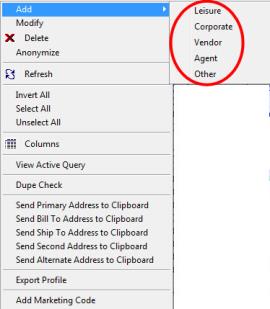 Add
Modify
Delete
Anonymize
Refresh
Invert All
Select All
Unselect All
Columns
View Active Query
Dupe Check
Send Primary Address to Clipboard
Send Bill To Address to Clipboard
Send Ship To Address to Clipboard
Send Second Address to Clipboard
Send Alternate Address to Clipboard
Export Profile
Add Marketing Code
Leisure
Corporate
Vendor
Agent
Other